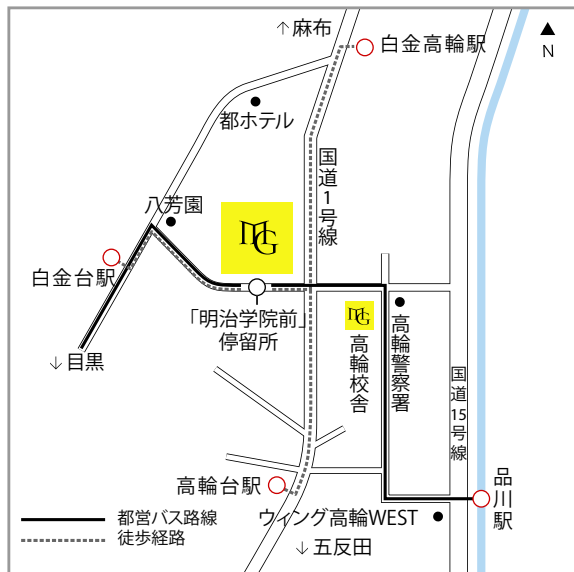 ↑麻布
白金高輪駅
N
都ホテル
国道1号線
八芳園
MG
白金台駅
「明治学院前」
停留所
↓目黒
MG
高輪校舎
高輪警察署
国道15号線
高輪台駅
品川駅
ウィング高輪WEST
都営バス路線
徒歩経路
↓五反田